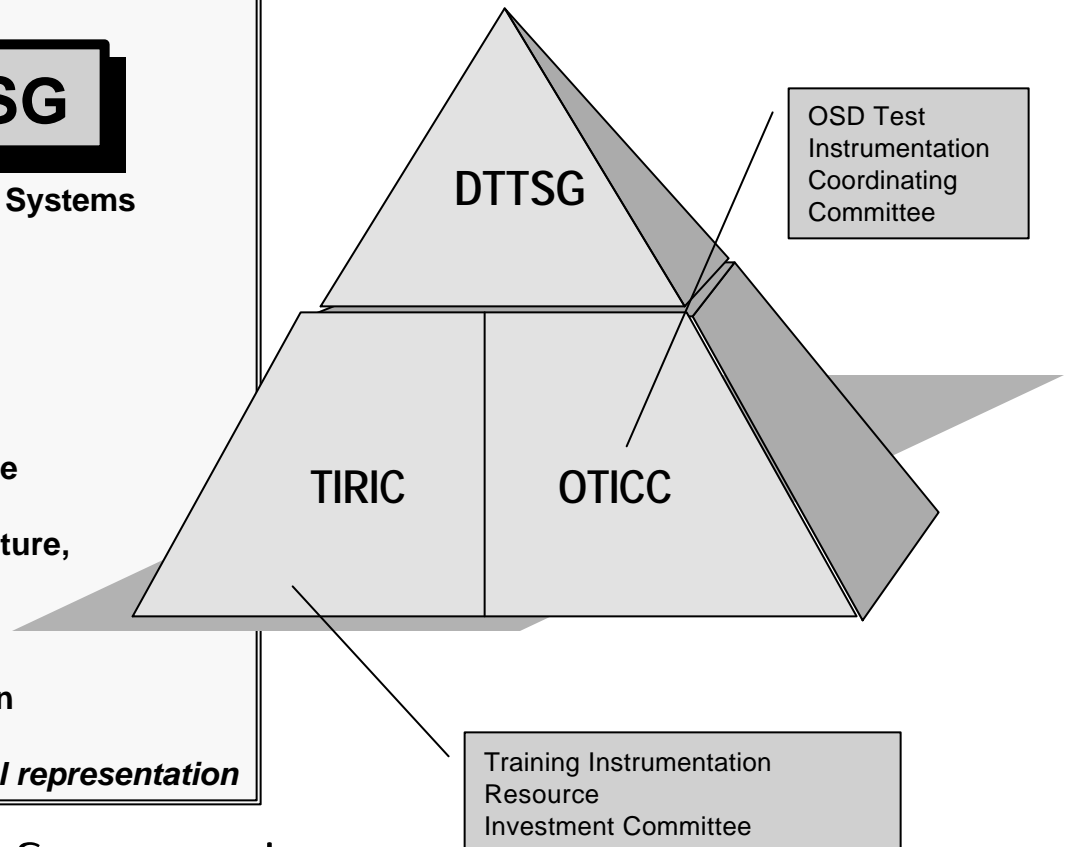 SG
Systems
e
ture,
n
l representation
DTTSG
OSD Test
Instrumentation
Coordinating
Committee
TIRIC
OTICC
Training Instrumentation
Resource
Investment Committee